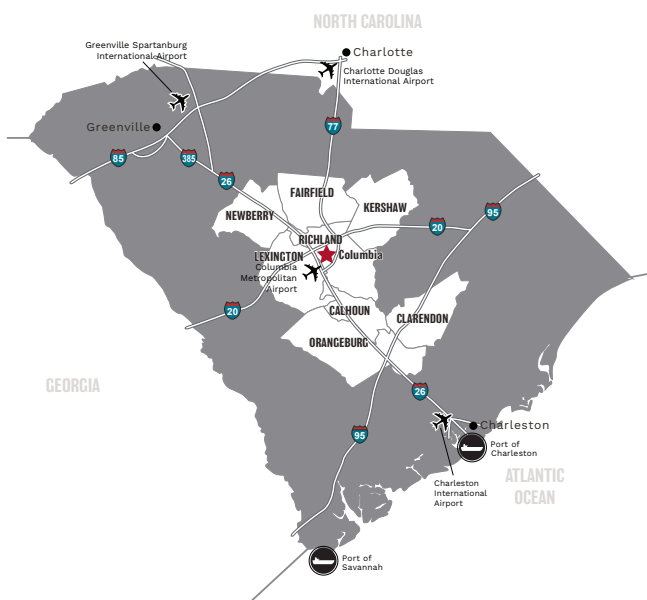 NORTH CAROLINA
Greenville Spartanburg
International Airport
Charlotte
Charlotte Douglas
International Airport
Greenville
77
85
385
26
FAIRFIELD
KERSHAW
NEWBERRY
95
20
RICHLAND
LEXINGTON
Columbia
Columbia
Metropolitan
Airport
20
CALHOUN
CLARENDON
ORANGEBURG
GEORGIA
26
95
Charleston
Port of
Charleston
Charleston
International
Airport
ATLANTIC
OCEAN
Port of
Savannah